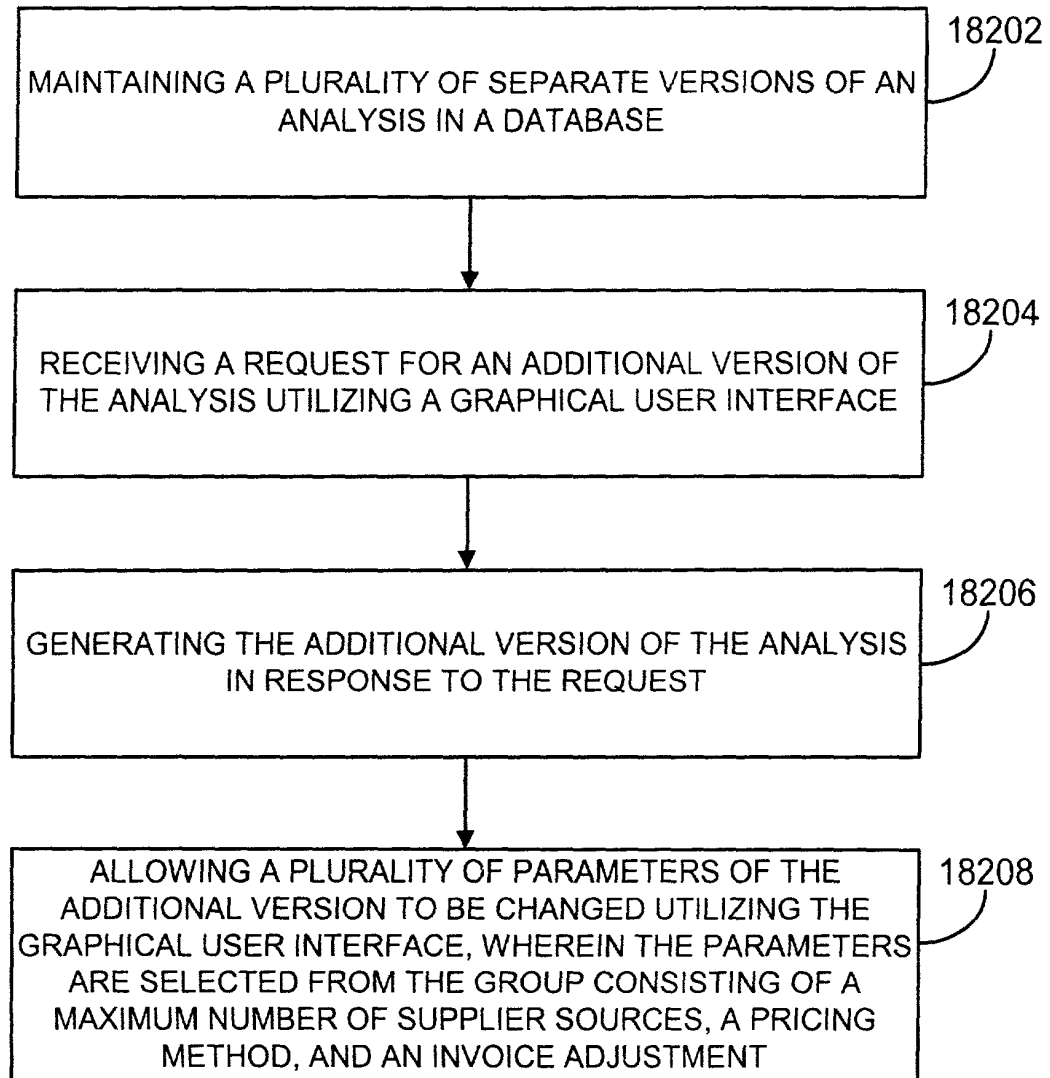 18202
MAINTAINING A PLURALITY OF SEPARATE VERSIONS OF AN
ANALYSIS IN A DATABASE
18204
RECEIVING A REQUEST FOR AN ADDITIONAL VERSION OF
THE ANALYSIS UTILIZING A GRAPHICAL USER INTERFACE
18206
GENERATING THE ADDITIONAL VERSION OF THE ANALYSIS
IN RESPONSE TO THE REQUEST
18208
ALLOWING A PLURALITY OF PARAMETERS OF THE
ADDITIONAL VERSION TO BE CHANGED UTILIZING THE
GRAPHICAL USER INTERFACE, WHEREIN THE PARAMETERS
ARE SELECTED FROM THE GROUP CONSISTING OF A
MAXIMUM NUMBER OF SUPPLIER SOURCES, A PRICING
METHOD, AND AN INVOICE ADJUSTMENT